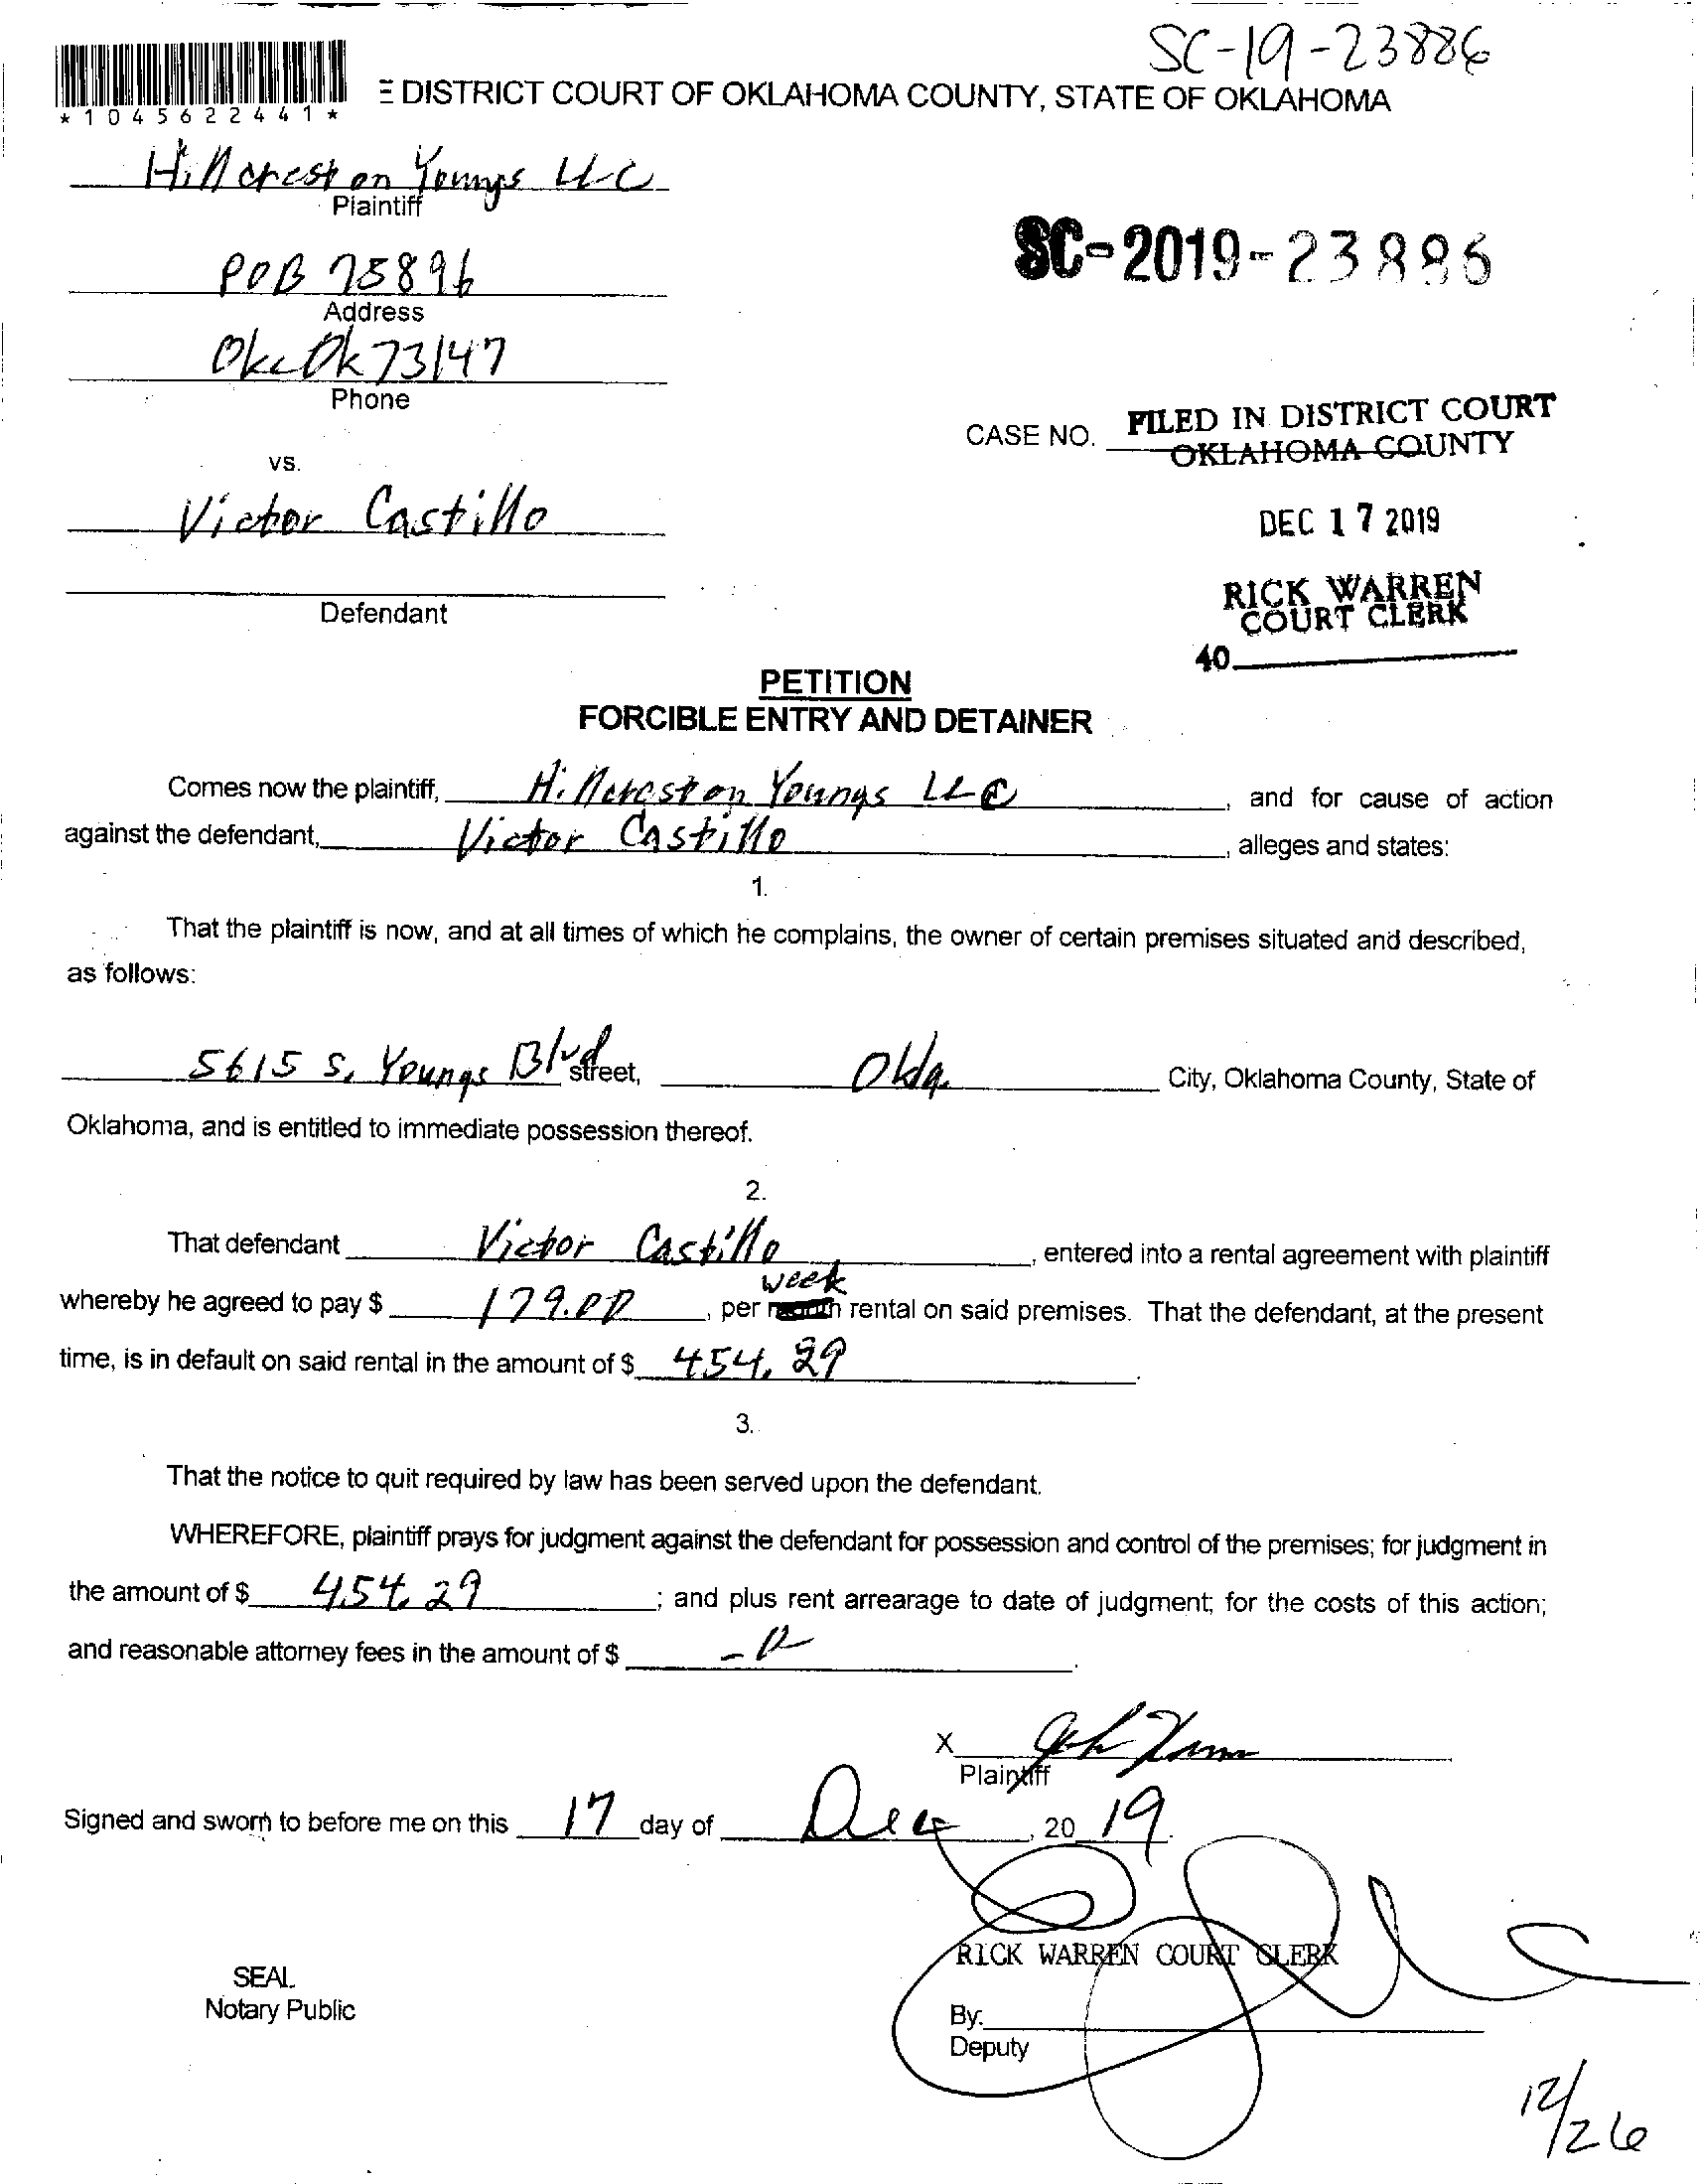 SC-19-23886
E DISTRICT COURT OF OKLAHOMA COUNTY, STATE OF OKLAHOMA
*1045622441*
Hillcrest on Youngs LLC
Plaintiff
POB 75896
Address
SC-2019-23886
Okc Ok 73147
Phone
CASE NO. FILED IN DISTRICT COURT
OKLAHOMA COUNTY
vs.
Victor Castillo
DEC 17 2019
RICK WARREN
COURT CLERK
Defendant
40
PETITION
FORCIBLE ENTRY AND DETAINER
Comes now the plaintiff, Hillcrest on Youngs LLC, and for cause of action
against the defendant, Victor Castillo, alleges and states:
1.
That the plaintiff is now, and at all times of which he complains, the owner of certain premises situated and described,
as follows:
5615 S. Youngs Blvd street, Okla. City, Oklahoma County, State of
Oklahoma, and is entitled to immediate possession thereof.
2.
That defendant Victor Castillo, entered into a rental agreement with plaintiff
week
whereby he agreed to pay $ 179.00, per month rental on said premises. That the defendant, at the present
time, is in default on said rental in the amount of $ 454.29.
3.
That the notice to quit required by law has been served upon the defendant.
WHEREFORE, plaintiff prays for judgment against the defendant for possession and control of the premises; for judgment in
the amount of $ 454.29; and plus rent arrearage to date of judgment; for the costs of this action;
and reasonable attorney fees in the amount of $
X
Plaintiff
Signed and sworn to before me on this 17 day of Dec, 20 19.
RICK WARREN COURT CLERK
SEAL
Notary Public
By:
Deputy
12/26